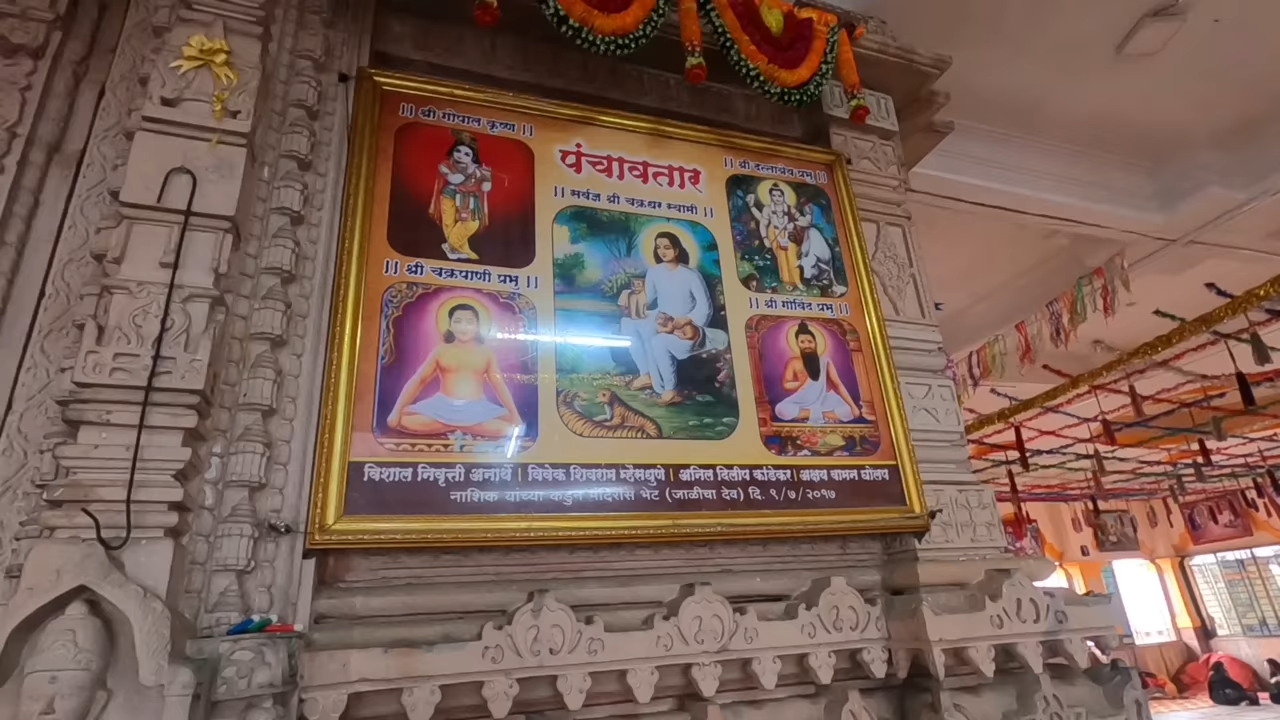 || श्री गोपाल कृष्ण ||
पंचावतार
|| श्री दत्तात्रेय प्रभु ||
|| सर्वज्ञ श्री चक्रधर स्वामी ||
|| श्री चक्रपाणी प्रभु ||
|| श्री गोविंद प्रभु ||
विशाल निवृत्ती अनार्थे | विवेक शिवराम म्हैसधुणे | अनिल दिलीप कांडेकर | अक्षय वामन घोलप
नाशिक यांच्या कडुन मंदिरास भेट (जाळीचा देव) दि. ९/७/२०१७